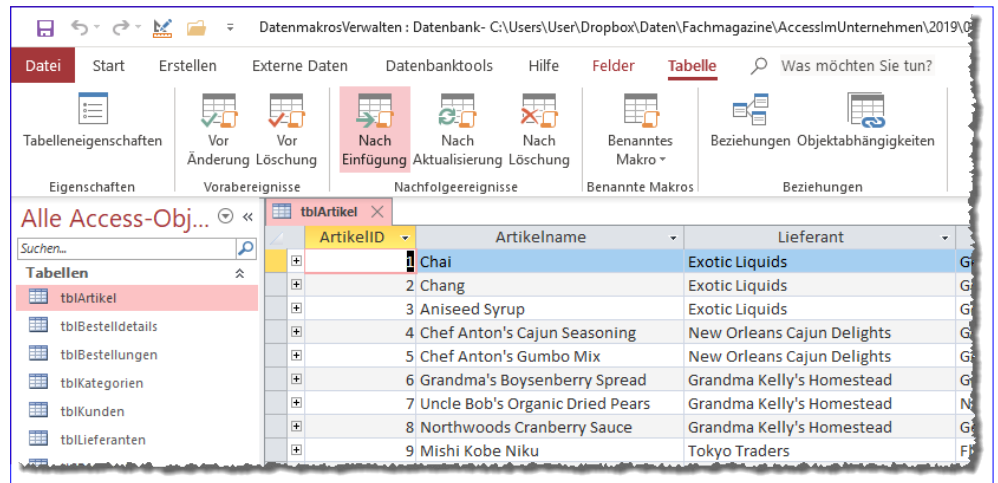 DatenmakrosVerwalten : Datenbank- C:\Users\User\Dropbox\Daten\Fachmagazine\AccessImUnternehmen\2019\0
Datei Start Erstellen Externe Daten Datenbanktools Hilfe Felder Tabelle Was möchten Sie tun?
Tabelleneigenschaften
Vor Änderung
Vor Löschung
Nach Einfügung
Nach Aktualisierung
Nach Löschung
Benanntes Makro
Beziehungen
Objektabhängigkeiten
Eigenschaften Vorabereignisse Nachfolgeereignisse Benannte Makros Beziehungen
Alle Access-Obj... «
Suchen...
Tabellen
tblArtikel
tblBestelldetails
tblBestellungen
tblKategorien
tblKunden
tblLieferanten
tblArtikel
ArtikelID Artikelname Lieferant
1 Chai Exotic Liquids G
2 Chang Exotic Liquids G
3 Aniseed Syrup Exotic Liquids G
4 Chef Anton's Cajun Seasoning New Orleans Cajun Delights G
5 Chef Anton's Gumbo Mix New Orleans Cajun Delights G
6 Grandma's Boysenberry Spread Grandma Kelly's Homestead G
7 Uncle Bob's Organic Dried Pears Grandma Kelly's Homestead N
8 Northwoods Cranberry Sauce Grandma Kelly's Homestead G
9 Mishi Kobe Niku Tokyo Traders F